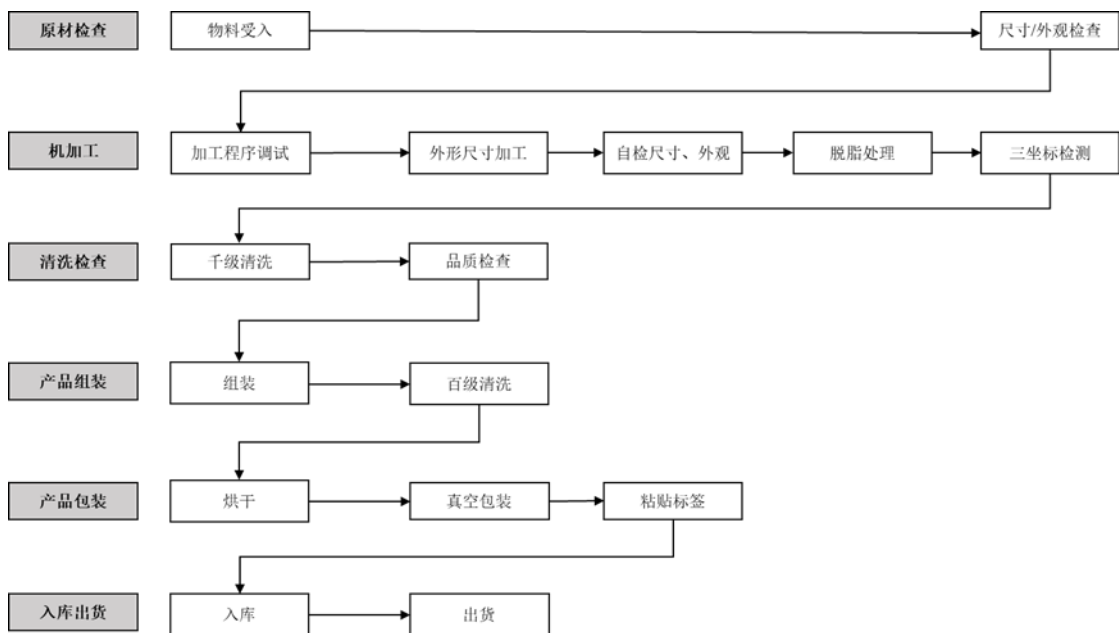 原材检查
物料受入
尺寸/外观检查
机加工
加工程序调试
外形尺寸加工
自检尺寸、外观
脱脂处理
三坐标检测
清洗检查
千级清洗
品质检查
产品组装
组装
百级清洗
产品包装
烘干
真空包装
粘贴标签
入库出货
入库
出货